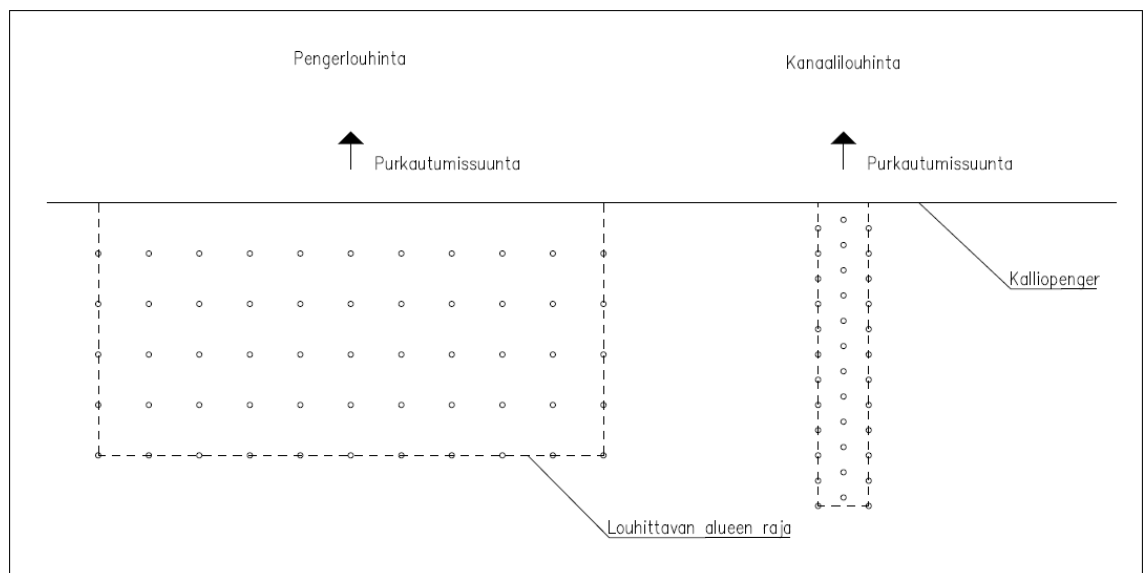 Pengerlouhinta
Kanaalilouhinta
Purkautumissuunta
Purkautumissuunta
Kalliopenger
Louhittavan alueen raja